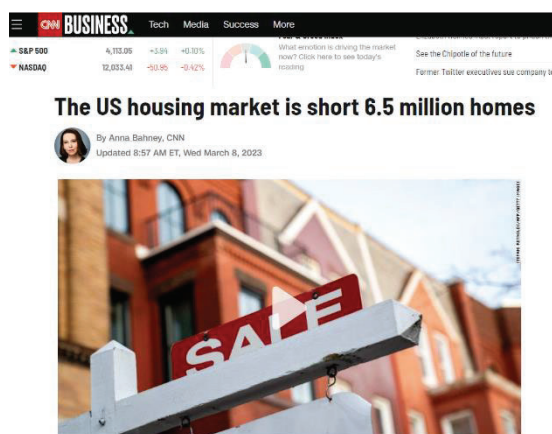 CNN BUSINESS Tech Media Success More
S&P 500 4,113.05 +3.94 +0.10%
NASDAQ 12,033.41 -50.95 -0.42%
What emotion is driving the market
now? Click here to see today's
reading
See the Chipotle of the future
Former Twitter executives sue company
The US housing market is short 6.5 million homes
By Anna Bahney, CNN
Updated 8:57 AM ET, Wed March 8, 2023
SALE